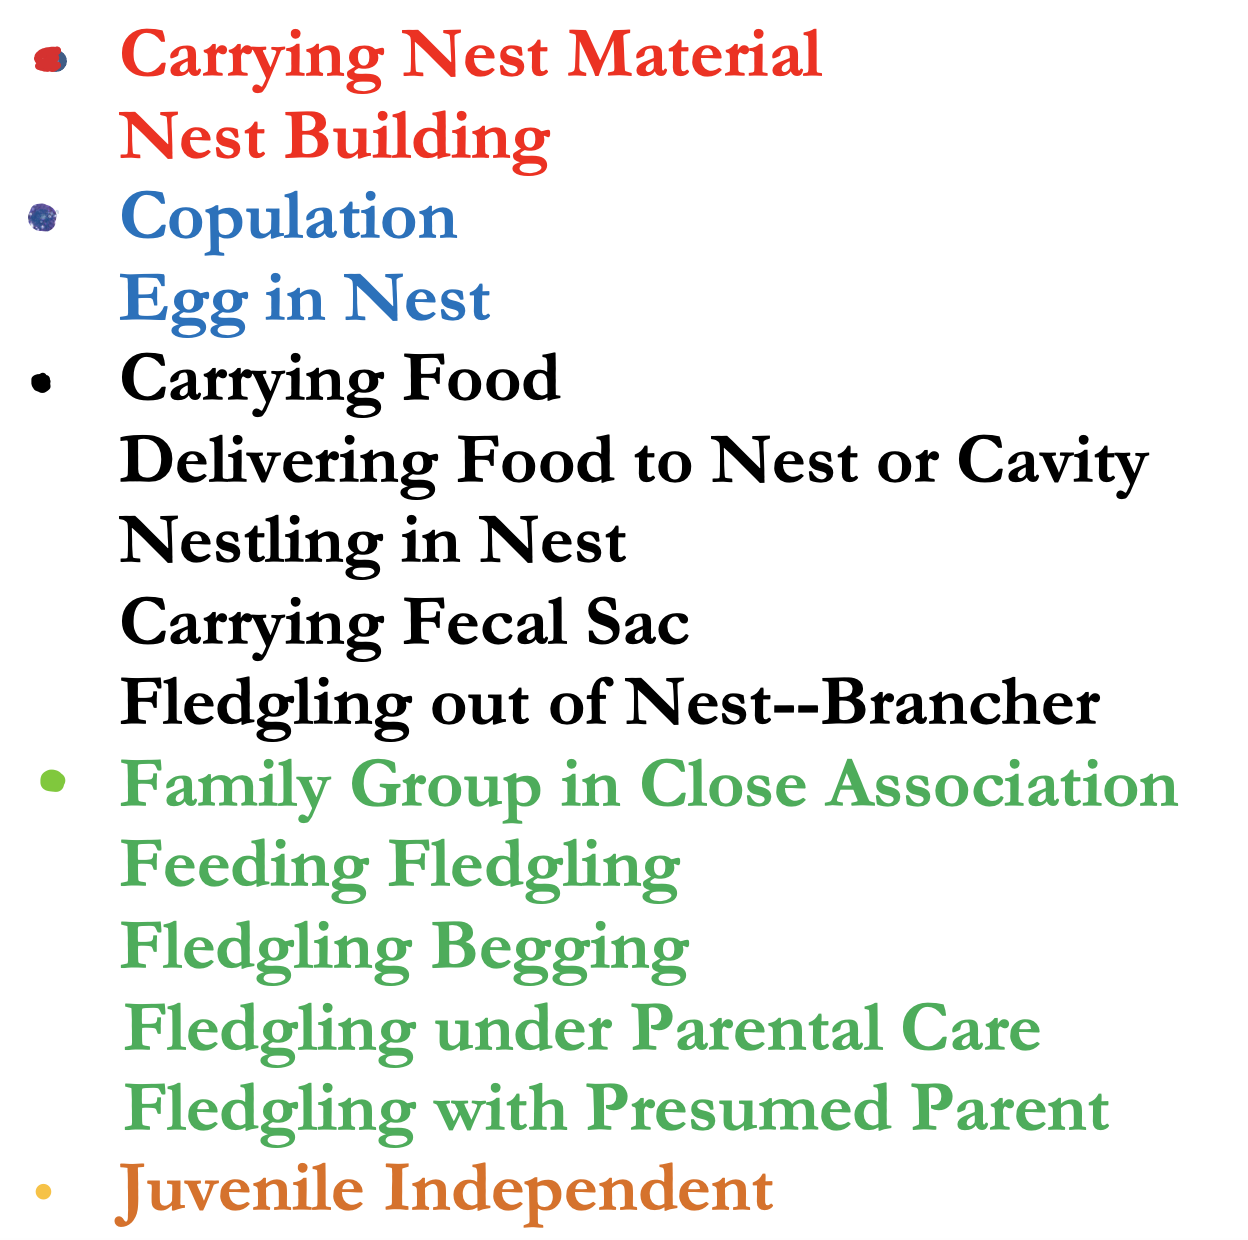 Carrying Nest Material
Nest Building
Copulation
Egg in Nest
Carrying Food
Delivering Food to Nest or Cavity
Nestling in Nest
Carrying Fecal Sac
Fledgling out of Nest--Brancher
Family Group in Close Association
Feeding Fledgling
Fledgling Begging
Fledgling under Parental Care
Fledgling with Presumed Parent
Juvenile Independent